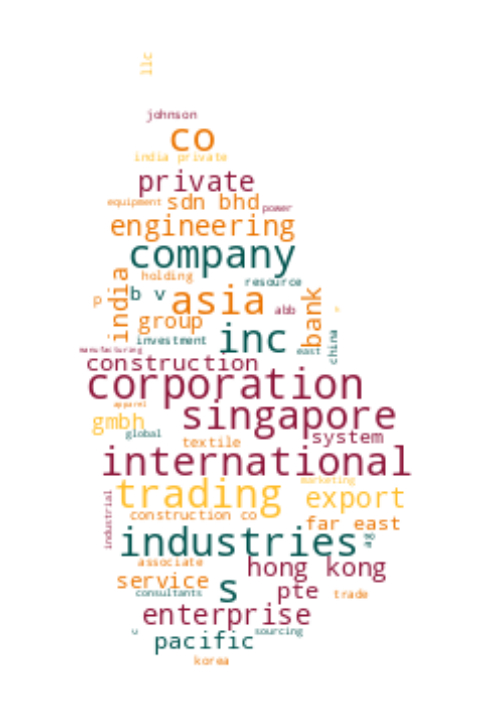 llc
johnson
co
india private
private
equipment sdn bhd power
engineering
company
holding
india
resource
b v
p
asia
abb
bank
group
inc
investment
china
manufacturing
east
construction
corporation
apparel
singapore
gmbh
global
system
textile
international
marketing
trading
export
industrial
construction co
far east
industries
associate
hong kong
service
s
consultants
pte
trade
enterprise
u
sourcing
pacific
korea